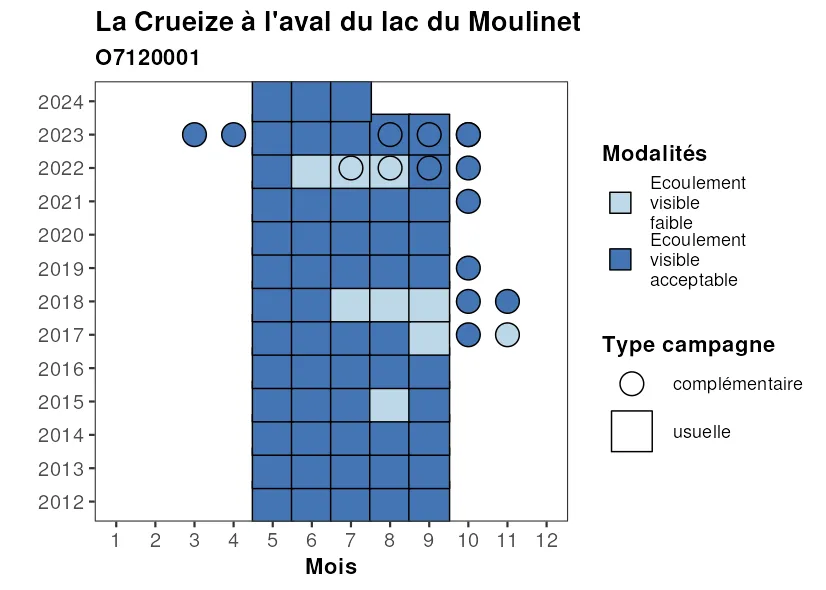 La Crueize à l'aval du lac du Moulinet
O7120001
2024
2023
2022
2021
2020
2019
2018
2017
2016
2015
2014
2013
2012
1 2 3 4 5 6 7 8 9 10 11 12
Mois
Modalités
Ecoulement
visible
faible
Ecoulement
visible
acceptable
Type campagne
complémentaire
usuelle